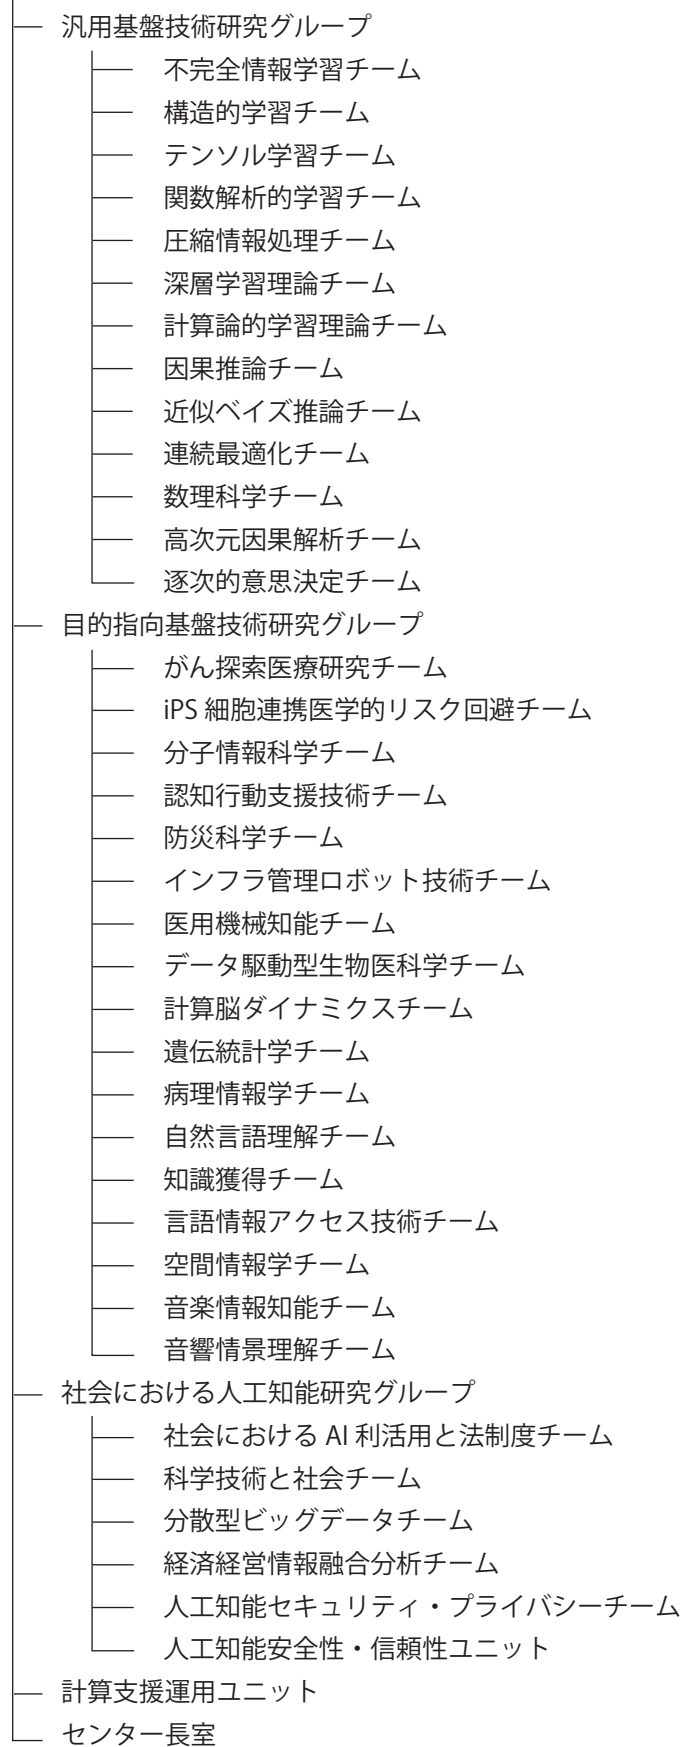 汎用基盤技術研究グループ
不完全情報学習チーム
構造的学習チーム
テンソル学習チーム
関数解析的学習チーム
圧縮情報処理チーム
深層学習理論チーム
計算論的学習理論チーム
因果推論チーム
近似ベイズ推論チーム
連続最適化チーム
数理科学チーム
高次元因果解析チーム
逐次的意思決定チーム
目的指向基盤技術研究グループ
がん探索医療研究チーム
iPS 細胞連携医学的リスク回避チーム
分子情報科学チーム
認知行動支援技術チーム
防災科学チーム
インフラ管理ロボット技術チーム
医用機械知能チーム
データ駆動型生物医科学チーム
計算脳ダイナミクスチーム
遺伝統計学チーム
病理情報学チーム
自然言語理解チーム
知識獲得チーム
言語情報アクセス技術チーム
空間情報学チーム
音楽情報知能チーム
音響情景理解チーム
社会における人工知能研究グループ
社会における AI 利活用と法制度チーム
科学技術と社会チーム
分散型ビッグデータチーム
経済経営情報融合分析チーム
人工知能セキュリティ・プライバシーチーム
人工知能安全性・信頼性ユニット
計算支援運用ユニット
センター長室